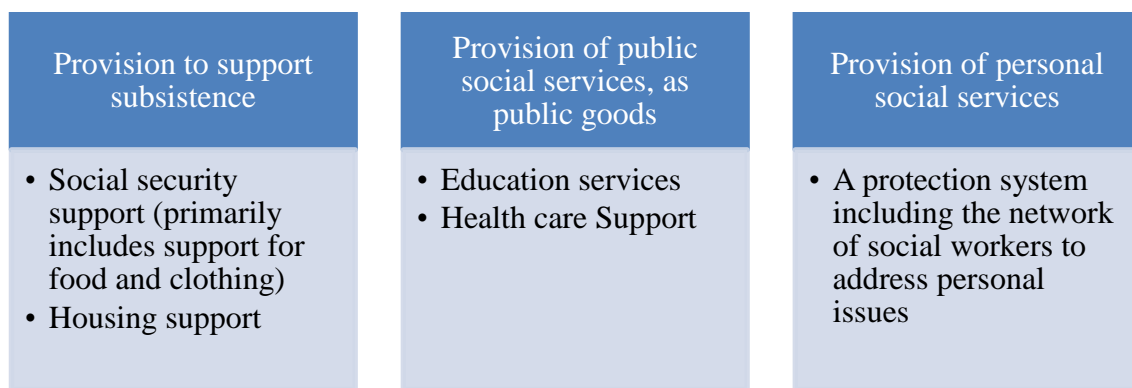 Provision to support
subsistence
• Social security
support (primarily
includes support for
food and clothing)
• Housing support
Provision of public
social services, as
public goods
• Education services
• Health care Support
Provision of personal
social services
• A protection system
including the network
of social workers to
address personal
issues